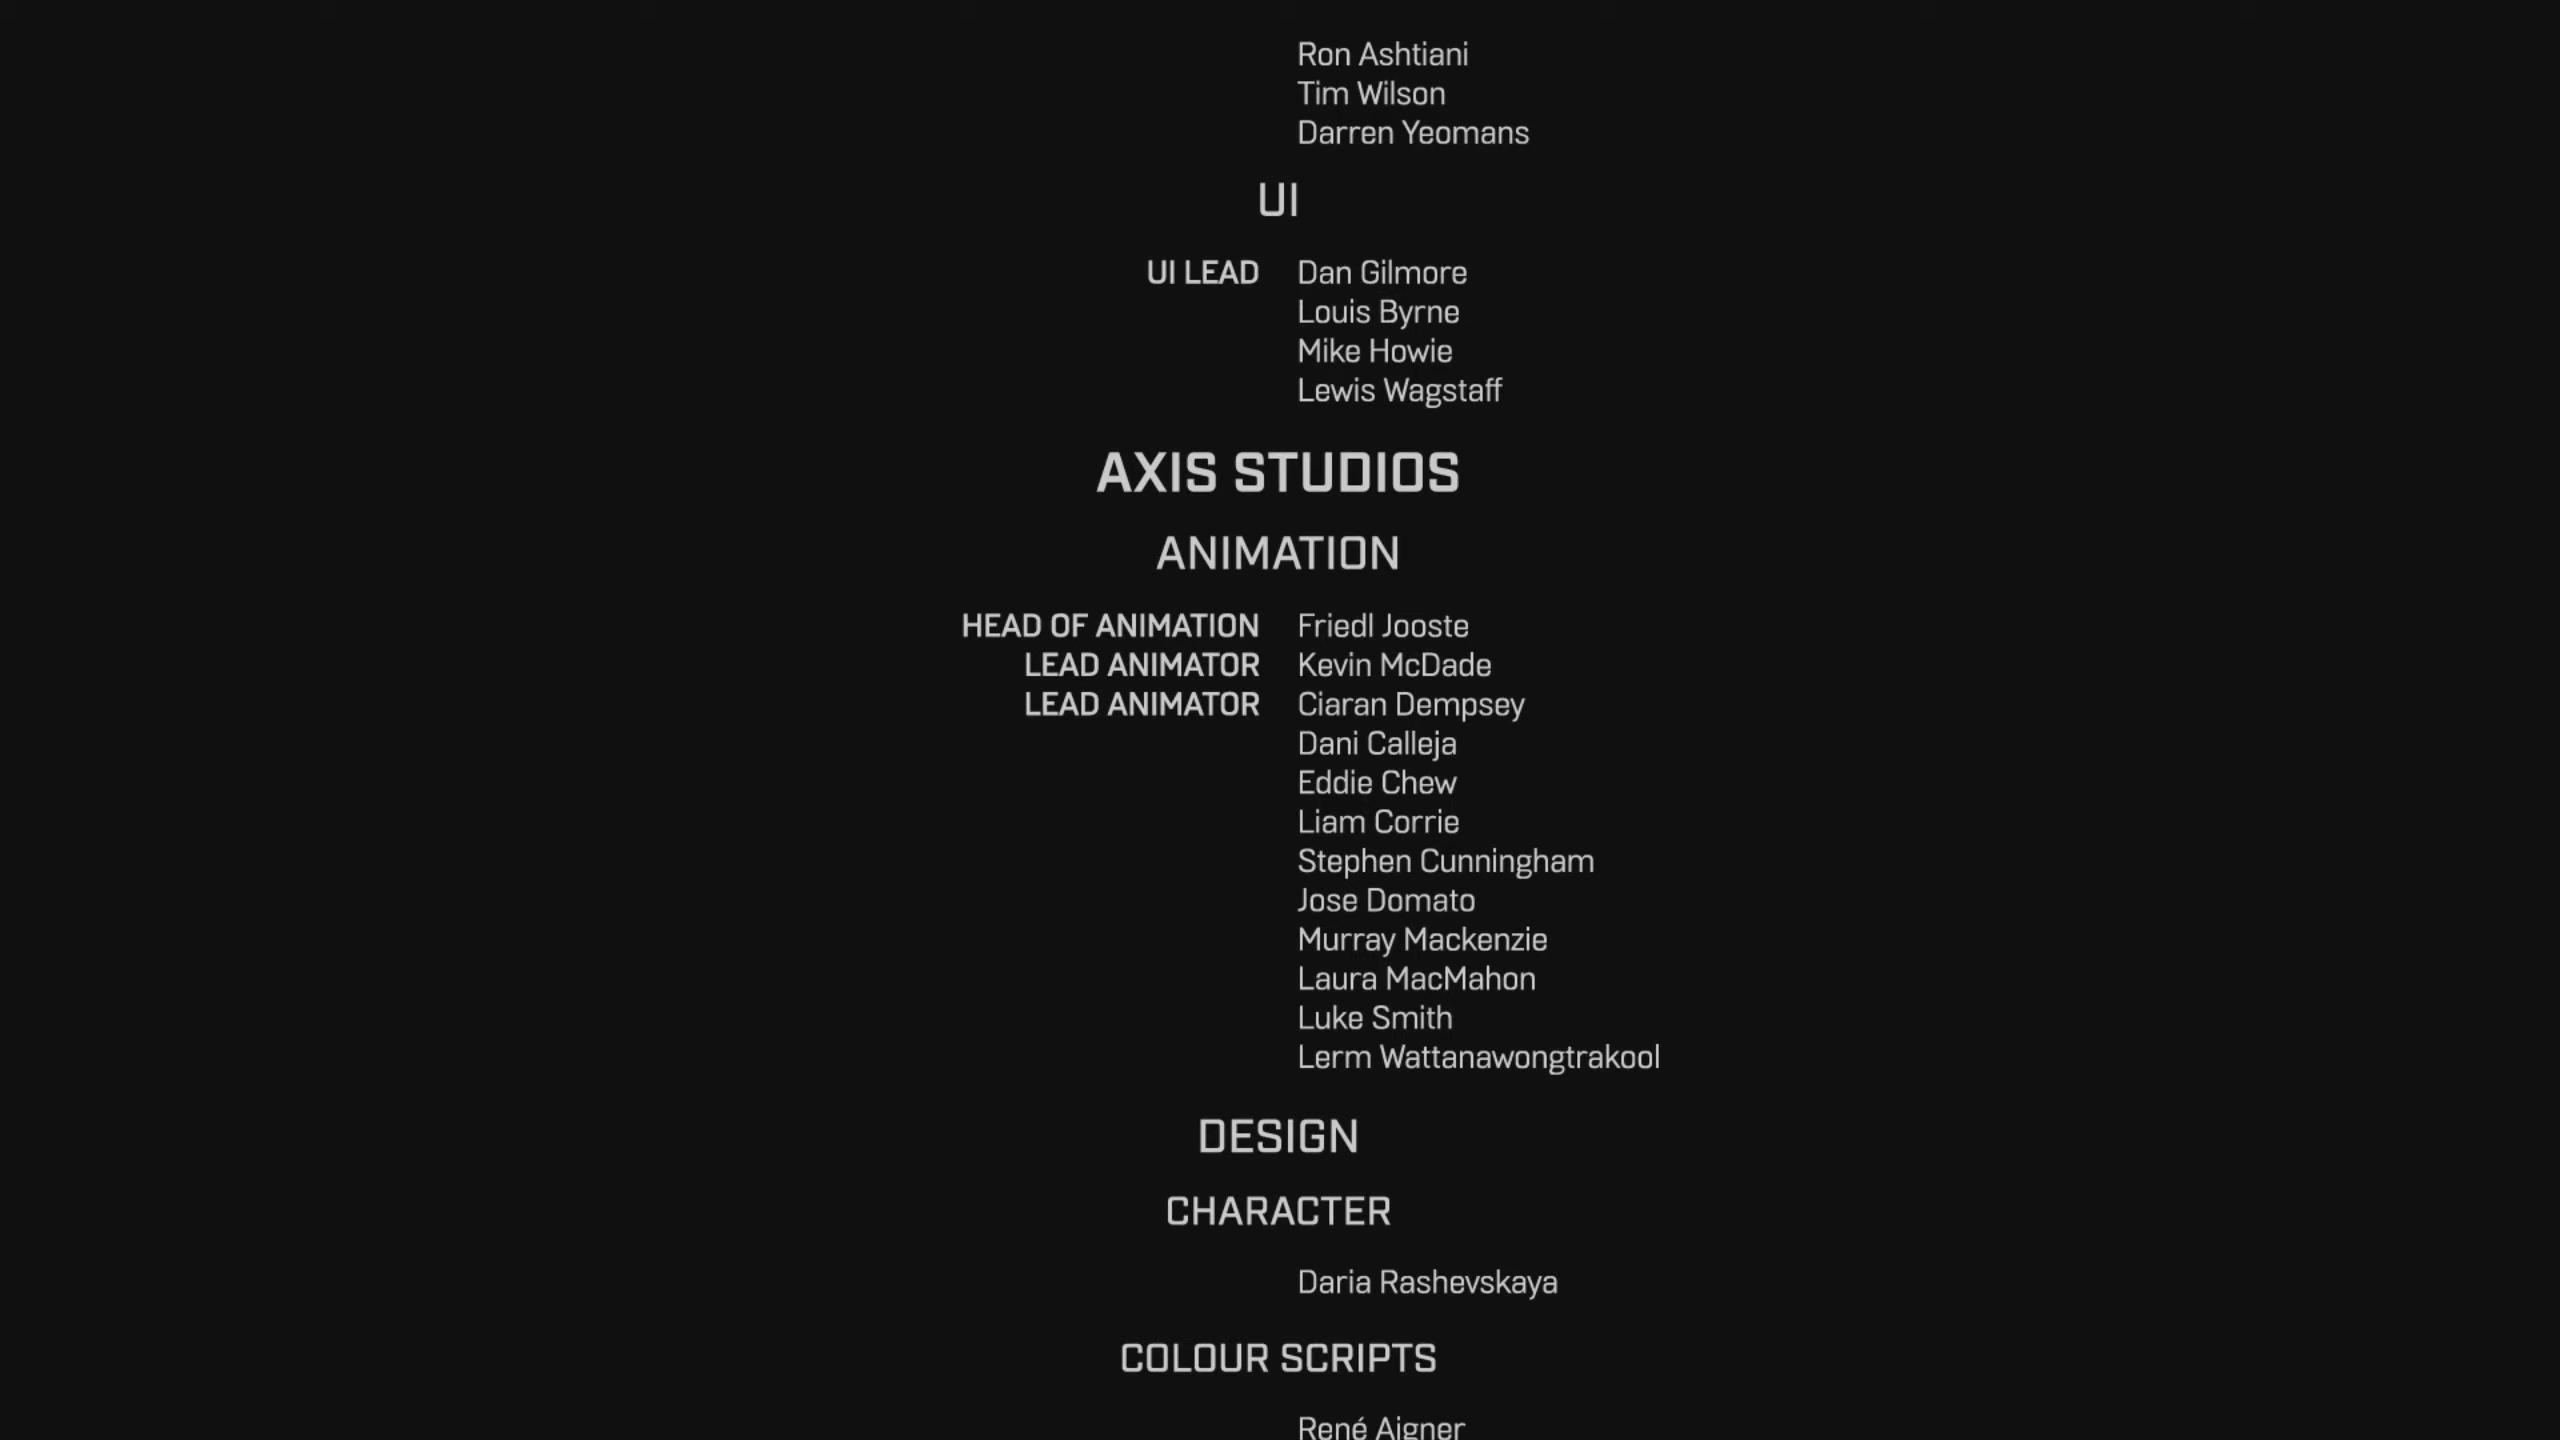 Ron Ashtiani
Tim Wilson
Darren Yeomans
UI
UI LEAD Dan Gilmore
Louis Byrne
Mike Howie
Lewis Wagstaff
AXIS STUDIOS
ANIMATION
HEAD OF ANIMATION Friedl Jooste
LEAD ANIMATOR Kevin McDade
LEAD ANIMATOR Ciaran Dempsey
Dani Calleja
Eddie Chew
Liam Corrie
Stephen Cunningham
Jose Domato
Murray Mackenzie
Laura MacMahon
Luke Smith
Lerm Wattanawongtrakool
DESIGN
CHARACTER
Daria Rashevskaya
COLOUR SCRIPTS
René Aigner